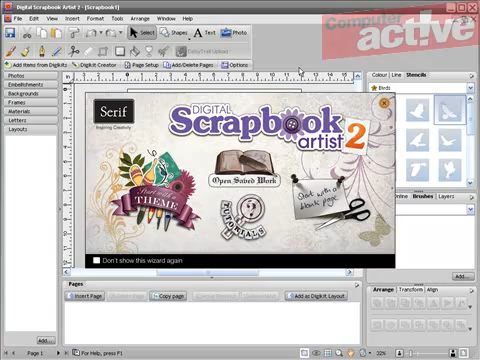 Digital Scrapbook Artist 2 - [Scrapbook1]
File Edit View Insert Tools Arrange Window Help
Select Shapes Text Photo
Add Items from Digikits Digikit Creator Page Setup Add/Delete Pages Options
Computer
active
Photos
Embellishments
Backgrounds
Frames
Materials
Letters
Layouts
Colour Line Stencils
Birds
Serif
Inspiring Creativity
DIGITAL
Scrapbook
artist 2
Start with a
THEME
Open Saved Work
TUTORIALS
Start with a
blank page
Don't show this wizard again
Brushes Layers
Add...
Pages
Insert Page
Copy page
Add as Digikit Layout
Arrange Transform Align
Add...
Page 1
For Help, press F1
32%